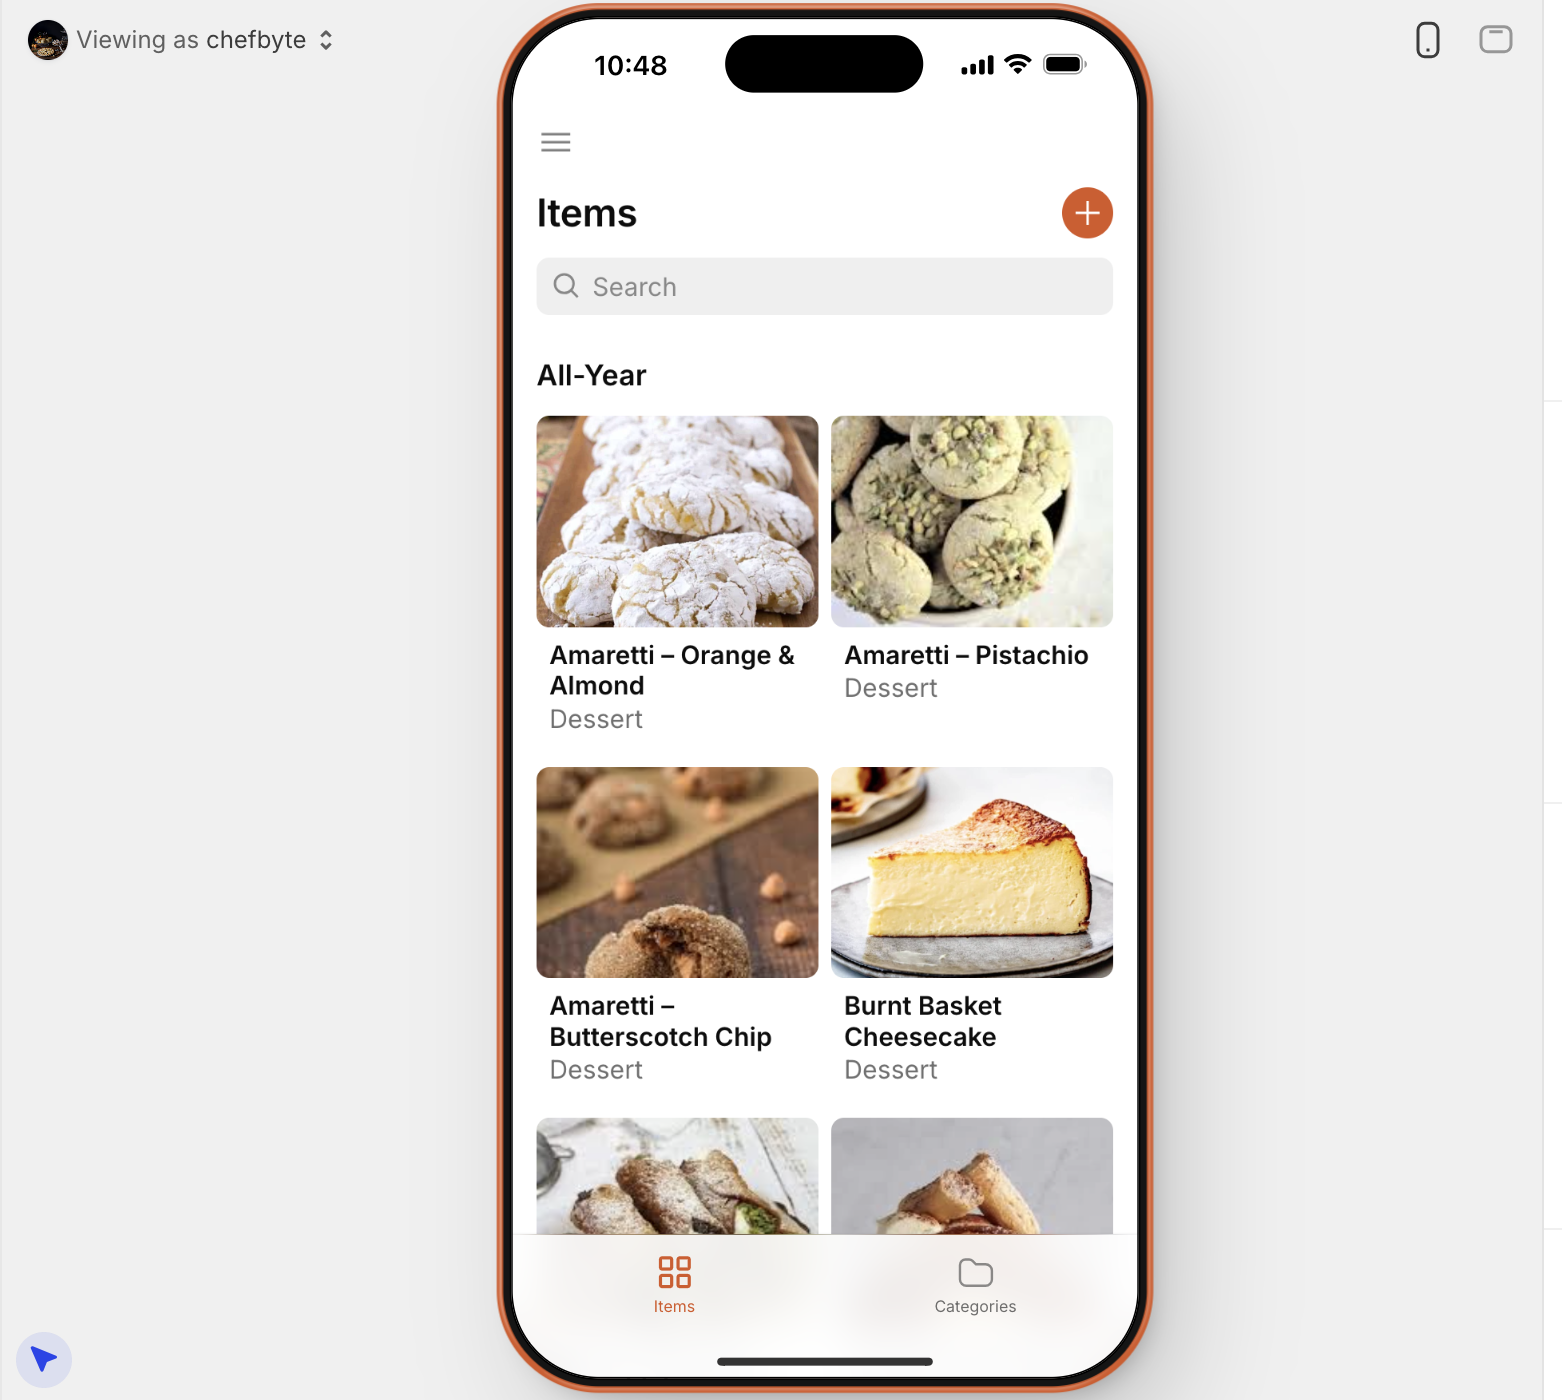 Viewing as chefbyte
10:48
Items
Search
All-Year
Amaretti – Orange &
Almond
Dessert
Amaretti – Pistachio
Dessert
Amaretti –
Butterscotch Chip
Dessert
Burnt Basket
Cheesecake
Dessert
Items
Categories